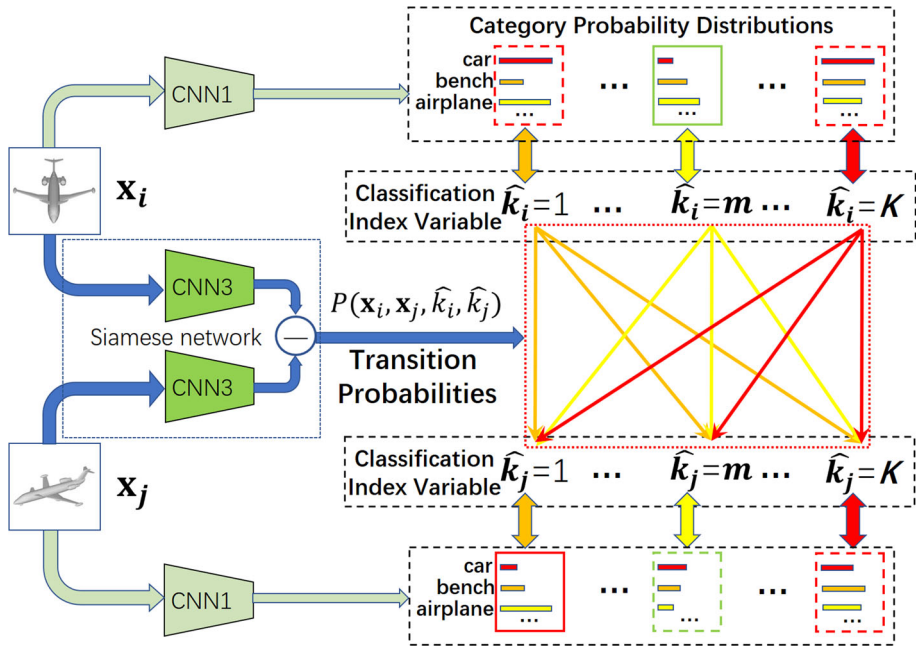 Category Probability Distributions
car
bench
airplane
... ... ...
... ...
CNN1
x_i
Classification
Index Variable
k̂_i=1 ... k̂_i=m ... k̂_i=K
CNN3
Siamese network
—
CNN3
P(x_i, x_j, k̂_i, k̂_j)
Transition
Probabilities
x_j
Classification
Index Variable
k̂_j=1 ... k̂_j=m ... k̂_j=K
CNN1
car
bench
airplane
... ...
... ... ...